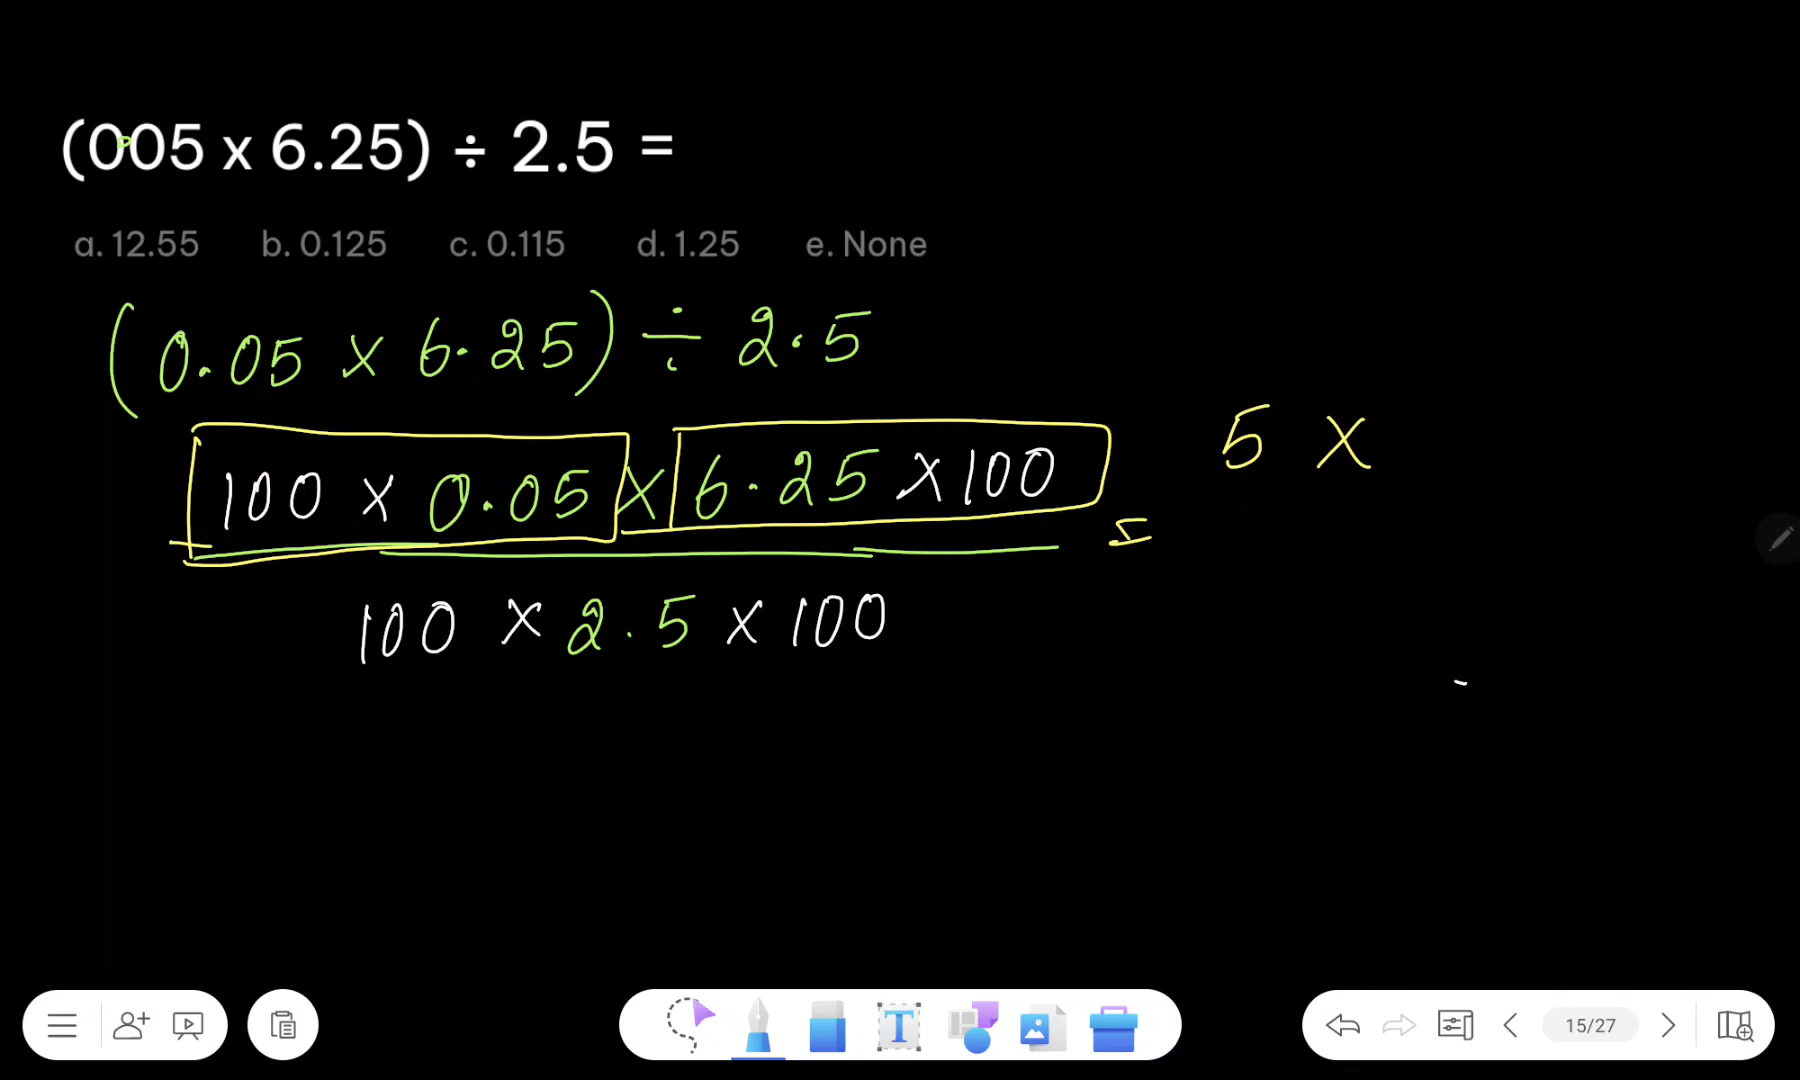 (005 x 6.25) ÷ 2.5 =
a. 12.55 b. 0.125 c. 0.115 d. 1.25 e. None
(0.05 x 6.25) ÷ 2.5
100 x 0.05 x 6.25 x 100 = 5 x
100 x 2.5 x 100
15/27